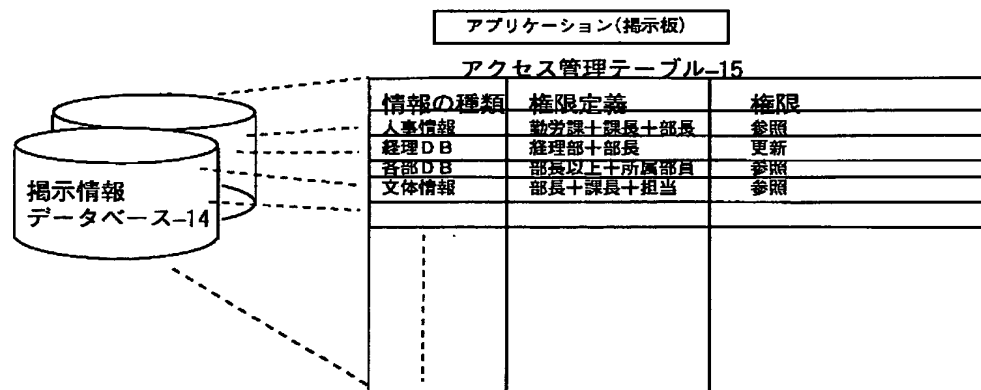 アプリケーション(掲示板)
アクセス管理テーブル-15
情報の種類 権限定義 権限
人事情報 勤労課+課長+部長 参照
経理DB 経理部+部長 更新
各部DB 部長以上+所属部員 参照
文体情報 部長+課長+担当 参照
掲示情報
データベース-14